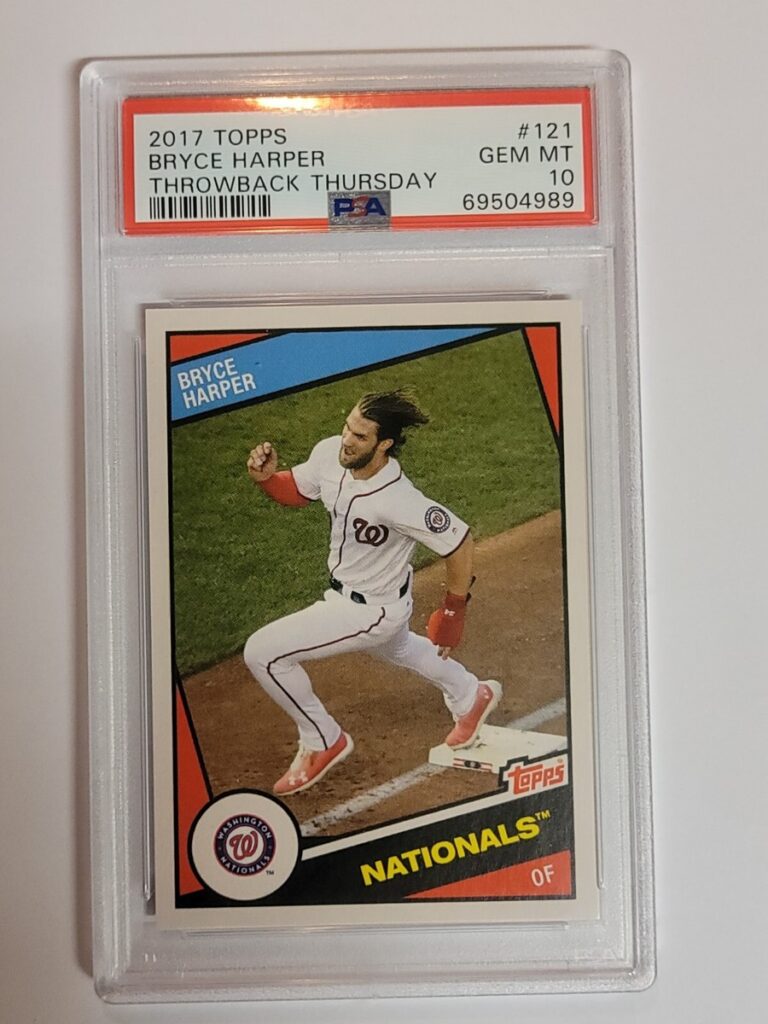 2017 TOPPS #121
BRYCE HARPER GEM MT
THROWBACK THURSDAY 10
PSA 69504989
BRYCE
HARPER
W
W
TOPPS
WASHINGTON
W
NATIONALS
TM
NATIONALS™
OF